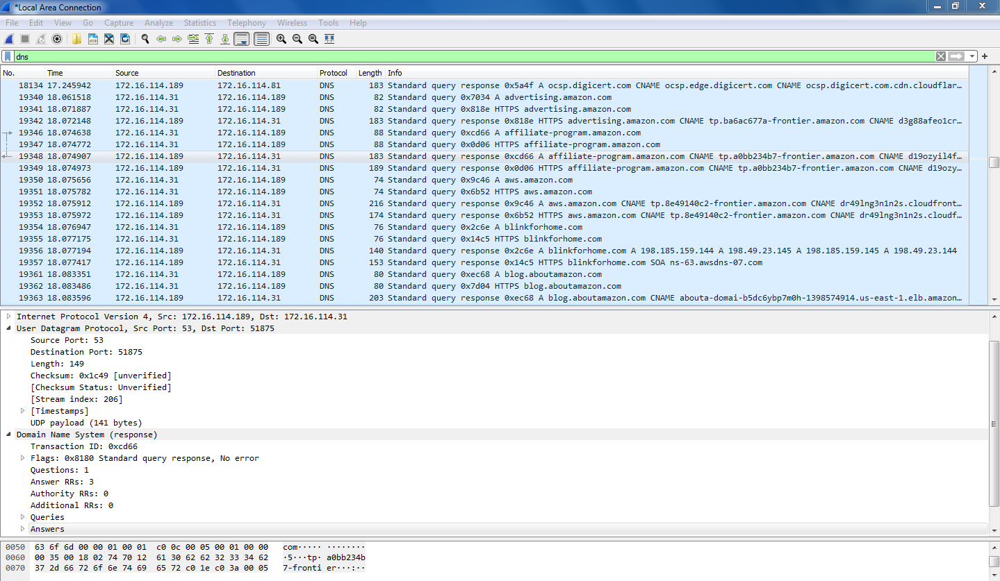 *Local Area Connection
File Edit View Go Capture Analyze Statistics Telephony Wireless Tools Help
dns
No. Time Source Destination Protocol Length Info
18134 17.245942 172.16.114.189 172.16.114.81 DNS 183 Standard query response 0x5a4f A ocsp.digicert.com CNAME ocsp.edge.digicert.com CNAME ocsp.digicert.com.cdn.cloudflar…
19340 18.061518 172.16.114.31 172.16.114.189 DNS 82 Standard query 0x7034 A advertising.amazon.com
19341 18.071887 172.16.114.31 172.16.114.189 DNS 82 Standard query 0x818e HTTPS advertising.amazon.com
19342 18.072148 172.16.114.189 172.16.114.31 DNS 183 Standard query response 0x818e HTTPS advertising.amazon.com CNAME tp.ba6ac677a-frontier.amazon.com CNAME d3g88afeo1cr…
19346 18.074638 172.16.114.31 172.16.114.189 DNS 88 Standard query 0xcd66 A affiliate-program.amazon.com
19347 18.074772 172.16.114.31 172.16.114.189 DNS 88 Standard query 0x0d06 HTTPS affiliate-program.amazon.com
19348 18.074907 172.16.114.189 172.16.114.31 DNS 183 Standard query response 0xcd66 A affiliate-program.amazon.com CNAME tp.a0bb234b7-frontier.amazon.com CNAME d19ozyil4f…
19349 18.074973 172.16.114.189 172.16.114.31 DNS 189 Standard query response 0x0d06 HTTPS affiliate-program.amazon.com CNAME tp.a0bb234b7-frontier.amazon.com CNAME d19ozy…
19350 18.075656 172.16.114.31 172.16.114.189 DNS 74 Standard query 0x9c46 A aws.amazon.com
19351 18.075782 172.16.114.31 172.16.114.189 DNS 74 Standard query 0x6b52 HTTPS aws.amazon.com
19352 18.075912 172.16.114.189 172.16.114.31 DNS 216 Standard query response 0x9c46 A aws.amazon.com CNAME tp.8e49140c2-frontier.amazon.com CNAME dr49lng3n1n2s.cloudfront…
19353 18.075972 172.16.114.189 172.16.114.31 DNS 174 Standard query response 0x6b52 HTTPS aws.amazon.com CNAME tp.8e49140c2-frontier.amazon.com CNAME dr49lng3n1n2s.cloudf…
19354 18.076947 172.16.114.31 172.16.114.189 DNS 76 Standard query 0x2c6e A blinkforhome.com
19355 18.077175 172.16.114.31 172.16.114.189 DNS 76 Standard query 0x14c5 HTTPS blinkforhome.com
19356 18.077194 172.16.114.189 172.16.114.31 DNS 140 Standard query response 0x2c6e A blinkforhome.com A 198.185.159.144 A 198.49.23.145 A 198.185.159.145 A 198.49.23.144
19357 18.077417 172.16.114.189 172.16.114.31 DNS 153 Standard query response 0x14c5 HTTPS blinkforhome.com SOA ns-63.awsdns-07.com
19361 18.083351 172.16.114.31 172.16.114.189 DNS 80 Standard query 0xec68 A blog.aboutamazon.com
19362 18.083486 172.16.114.31 172.16.114.189 DNS 80 Standard query 0x7d04 HTTPS blog.aboutamazon.com
19363 18.083596 172.16.114.189 172.16.114.31 DNS 203 Standard query response 0xec68 A blog.aboutamazon.com CNAME abouta-domai-b5dc6ybp7m0h-1398574914.us-east-1.elb.amazon…
Internet Protocol Version 4, Src: 172.16.114.189, Dst: 172.16.114.31
User Datagram Protocol, Src Port: 53, Dst Port: 51875
Source Port: 53
Destination Port: 51875
Length: 149
Checksum: 0x1c49 [unverified]
[Checksum Status: Unverified]
[Stream index: 206]
[Timestamps]
UDP payload (141 bytes)
Domain Name System (response)
Transaction ID: 0xcd66
Flags: 0x8180 Standard query response, No error
Questions: 1
Answer RRs: 3
Authority RRs: 0
Additional RRs: 0
Queries
Answers
0050 63 6f 6d 00 00 01 00 01 c0 0c 00 05 00 01 00 00 com····· ········
0060 00 35 00 18 02 74 70 12 61 30 62 62 32 33 34 62 ·5···tp· a0bb234b
0070 37 2d 66 72 6f 6e 74 69 65 72 c0 1e c0 3a 00 05 7-fronti er···:··